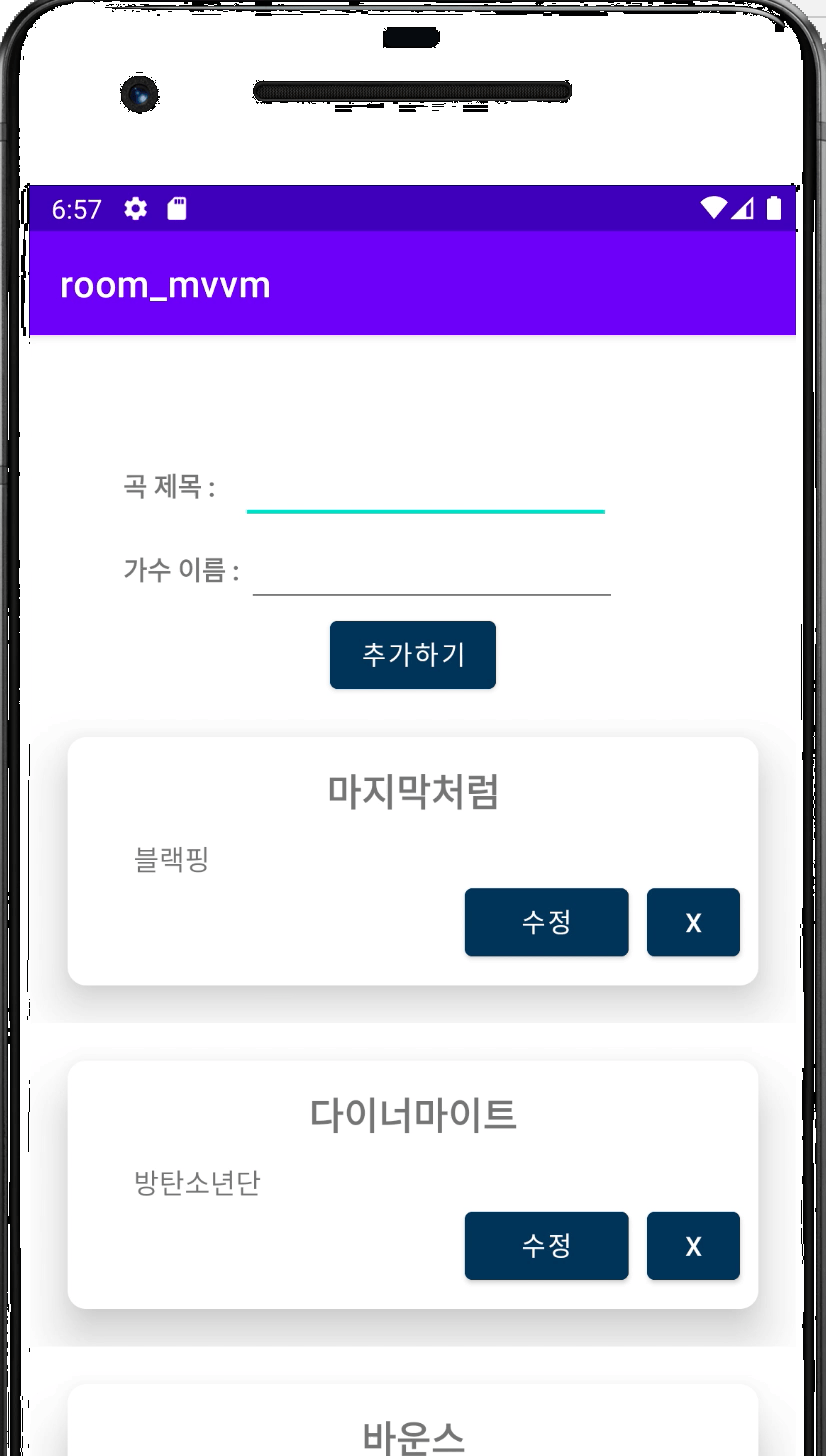 6:57
room_mvvm
곡 제목 :
가수 이름 :
추가하기
마지막처럼
블랙핑
수정 X
다이너마이트
방탄소년단
수정 X
바운스